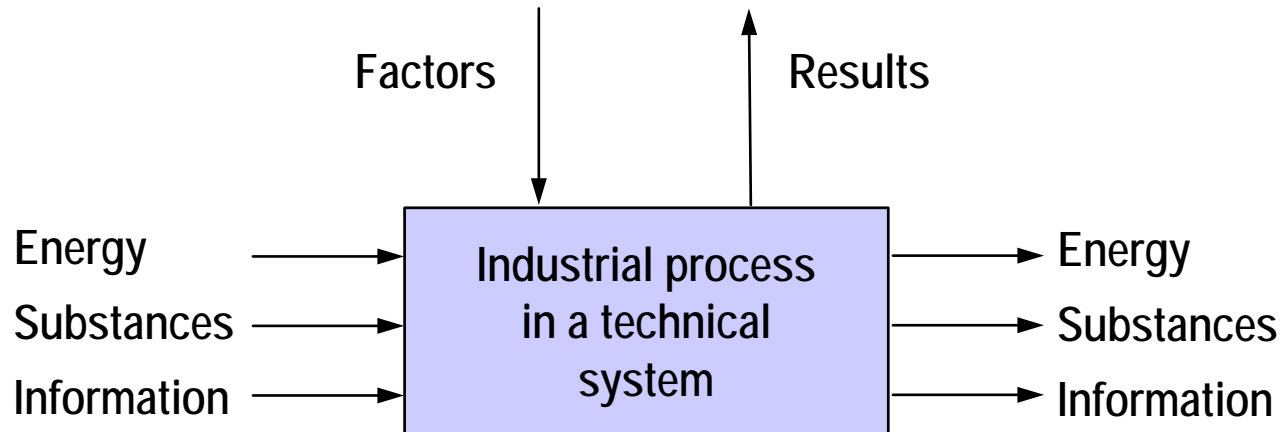 Factors
Results
Energy
Substances
Information
Industrial process
in a technical
system
Energy
Substances
Information